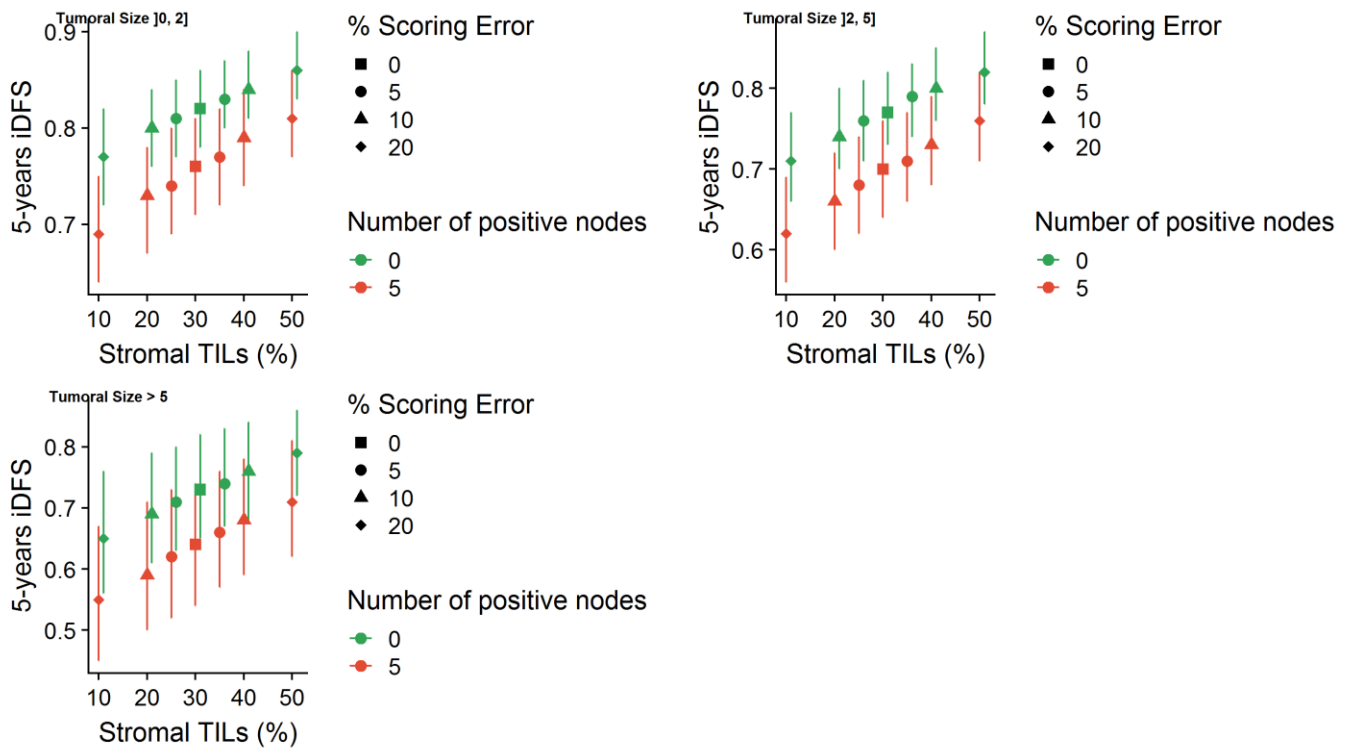 Tumoral Size ]0, 2]
5-years iDFS
0.9
0.8
0.7
10 20 30 40 50
Stromal TILs (%)
% Scoring Error
0
5
10
20
Number of positive nodes
0
5
Tumoral Size ]2, 5]
5-years iDFS
0.8
0.7
0.6
10 20 30 40 50
Stromal TILs (%)
% Scoring Error
0
5
10
20
Number of positive nodes
0
5
Tumoral Size > 5
5-years iDFS
0.8
0.7
0.6
0.5
10 20 30 40 50
Stromal TILs (%)
% Scoring Error
0
5
10
20
Number of positive nodes
0
5